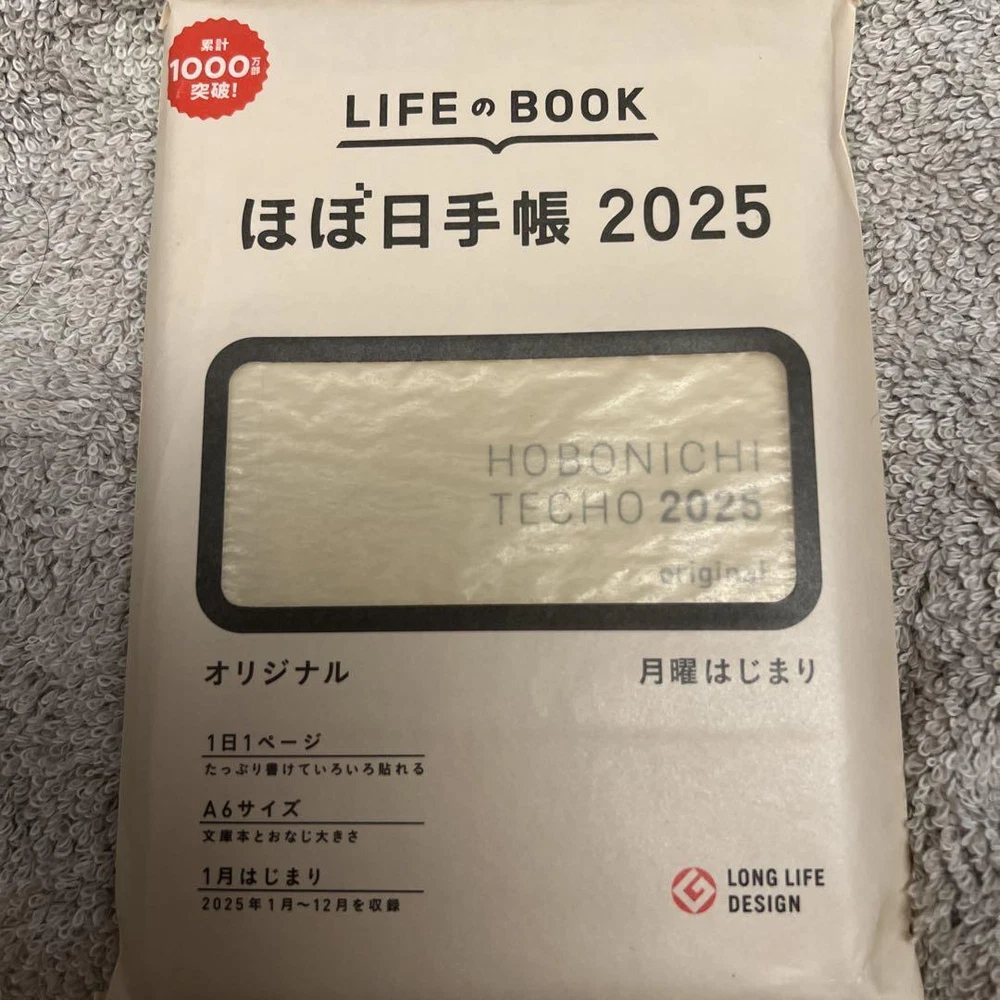 累計
1000万部
突破!
LIFEのBOOK
ほぼ日手帳 2025
HOBONICHI
TECHO 2025
original
オリジナル
月曜はじまり
1日1ページ
たっぷり書けていろいろ貼れる
A6サイズ
文庫本とおなじ大きさ
1月はじまり
2025年1月〜12月を収録
LONG LIFE
DESIGN